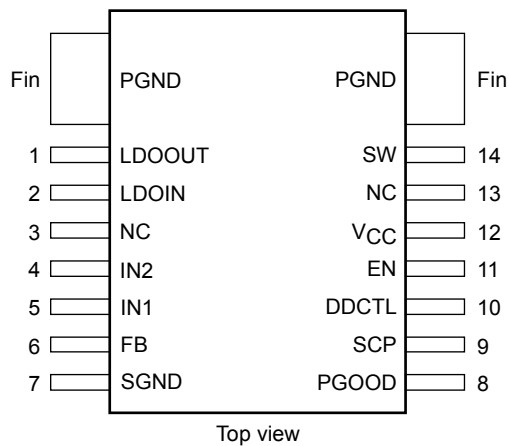 Fin PGND PGND Fin
1 LDOOUT SW 14
2 LDOIN NC 13
3 NC VCC 12
4 IN2 EN 11
5 IN1 DDCTL 10
6 FB SCP 9
7 SGND PGOOD 8
Top view